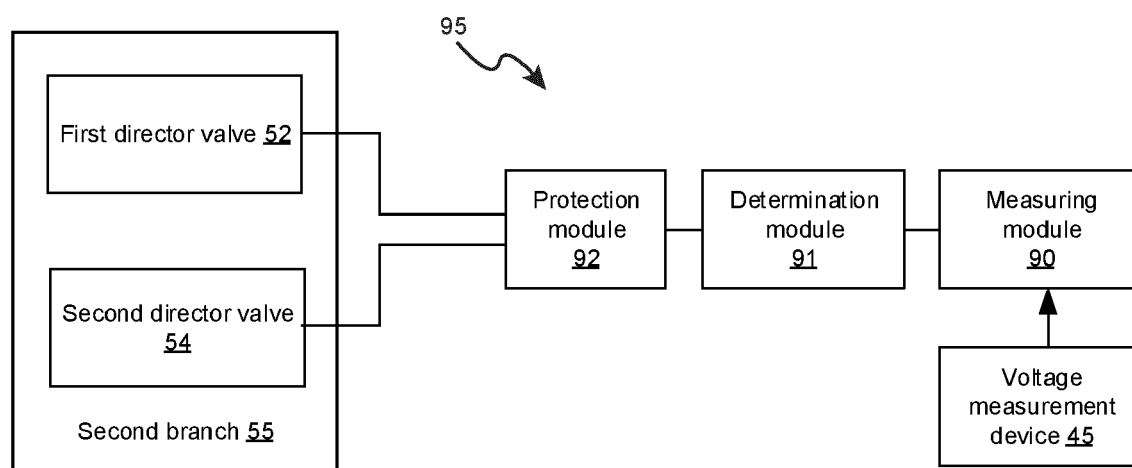 95
First director valve 52
Second director valve
54
Second branch 55
Protection
module
92
Determination
module
91
Measuring
module
90
Voltage
measurement
device 45